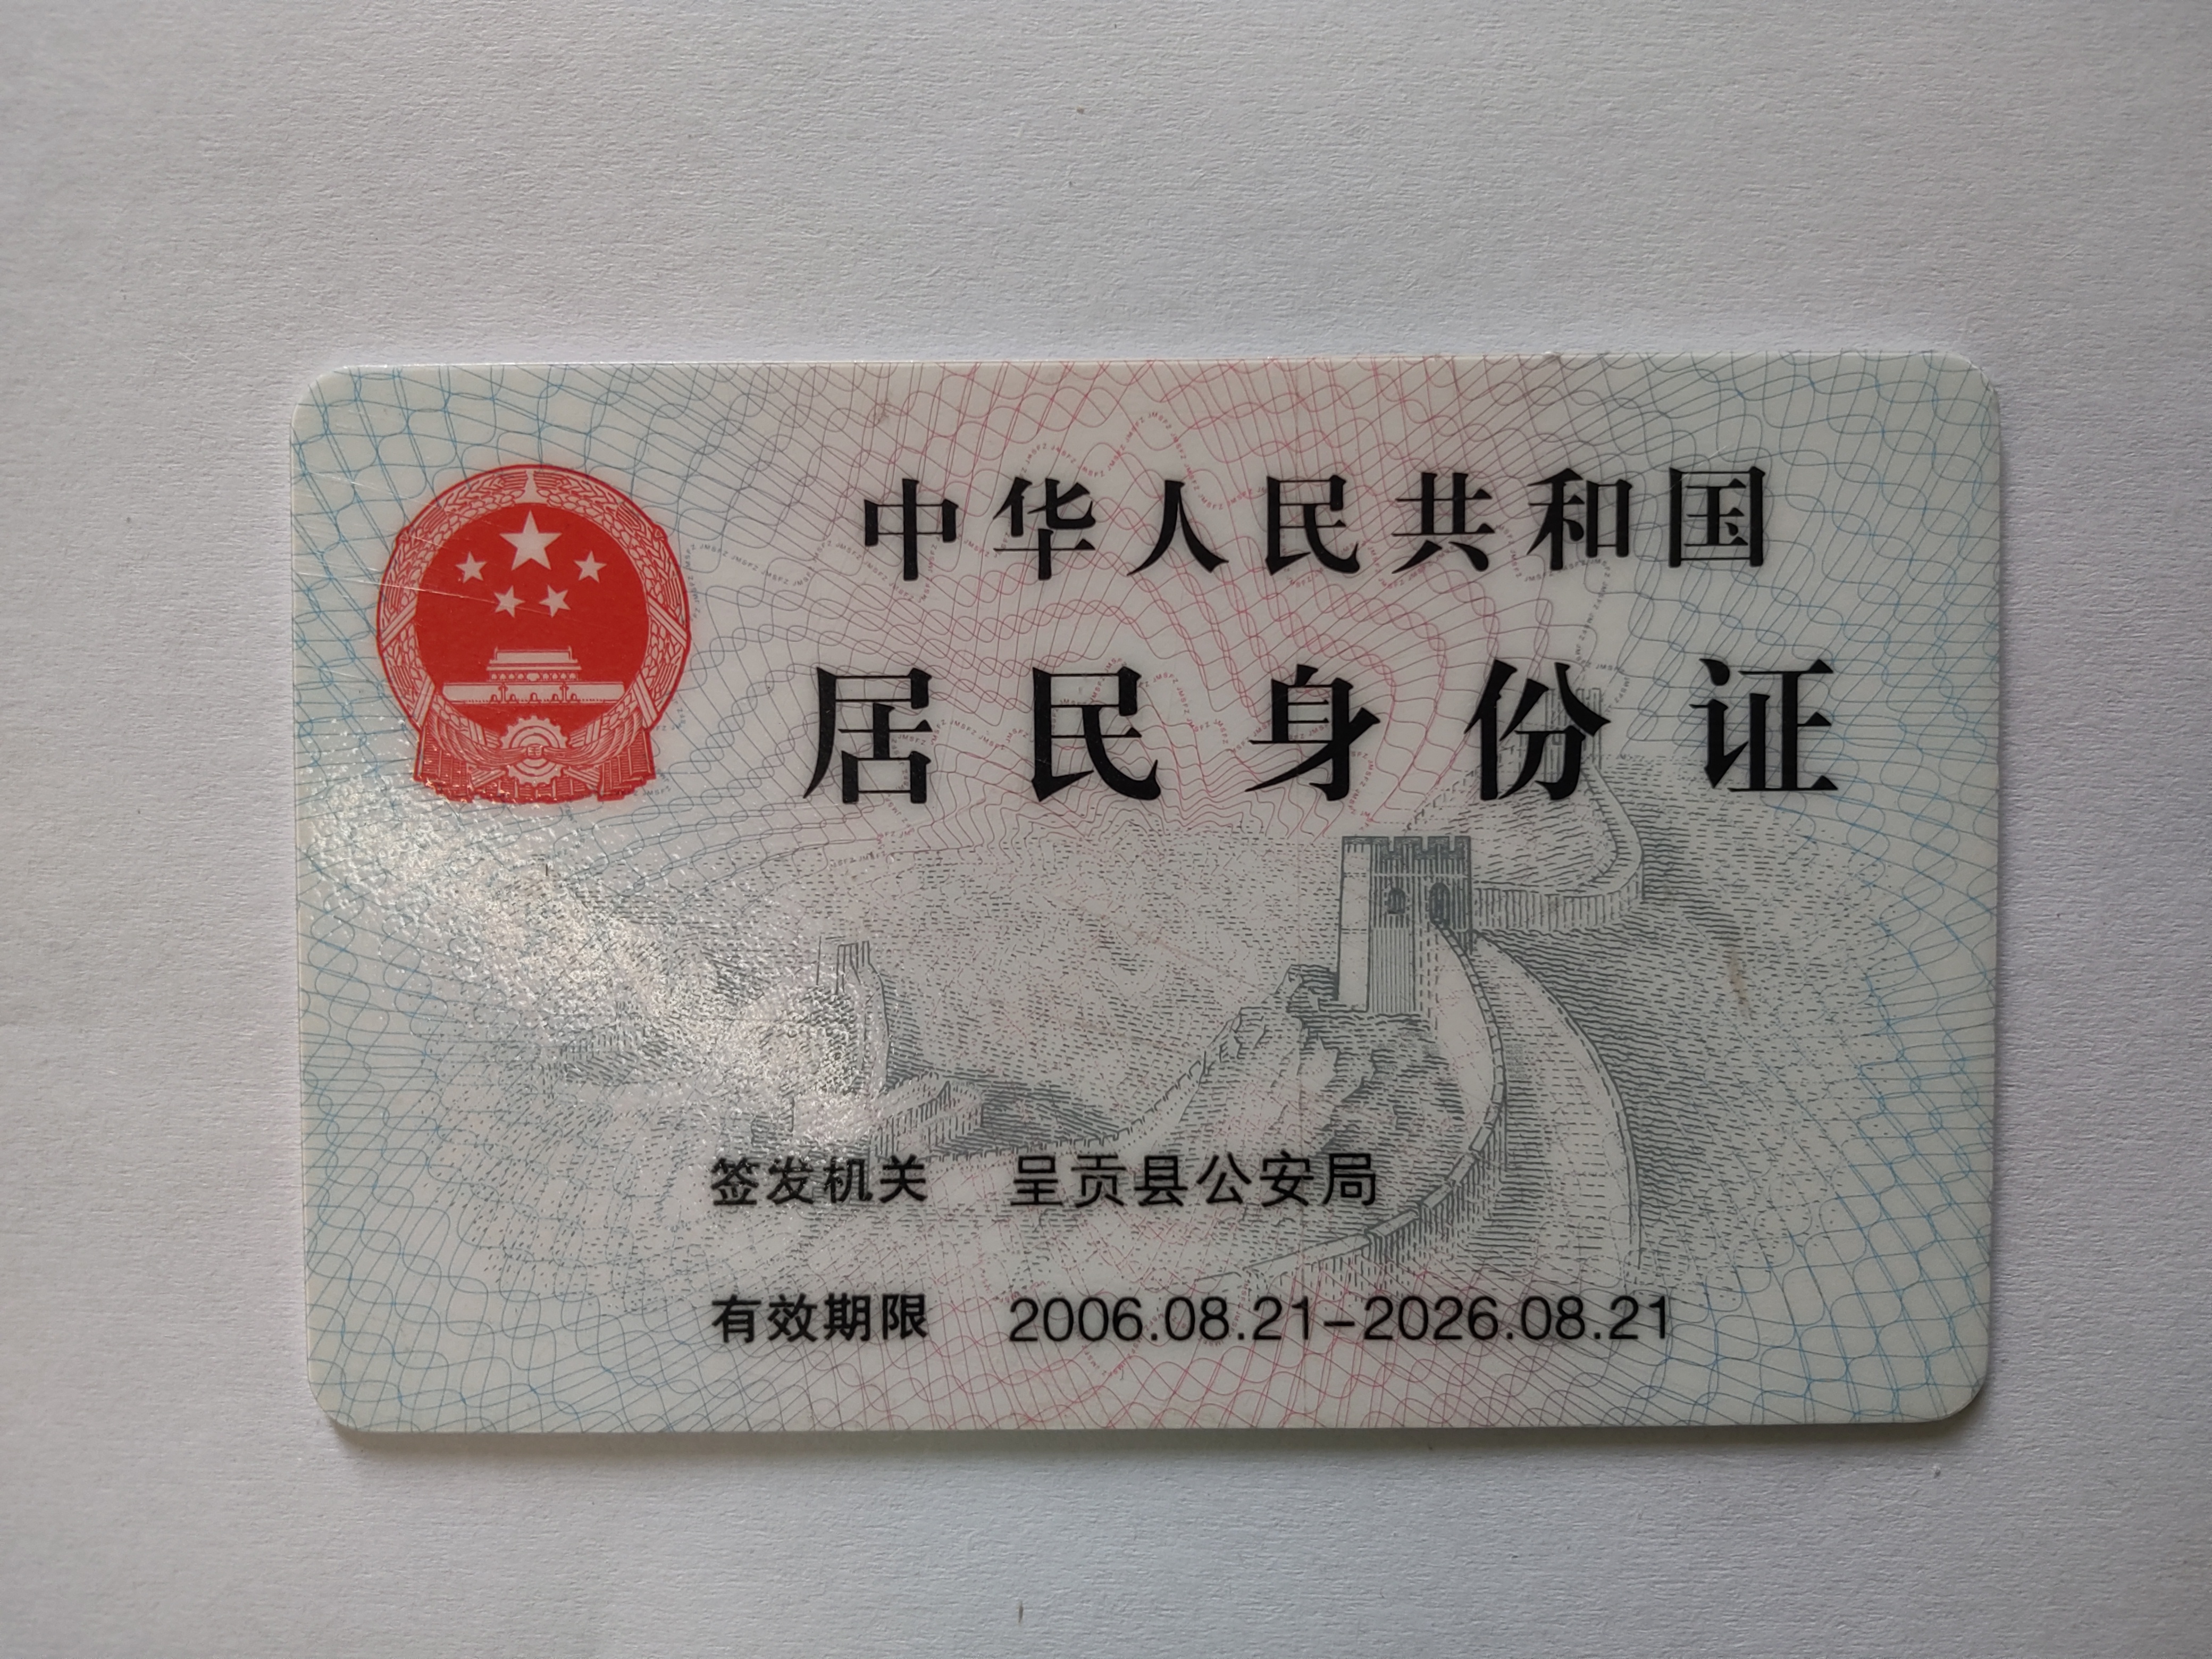 中华人民共和国
居民身份证
签发机关 呈贡县公安局
有效期限 2006.08.21-2026.08.21